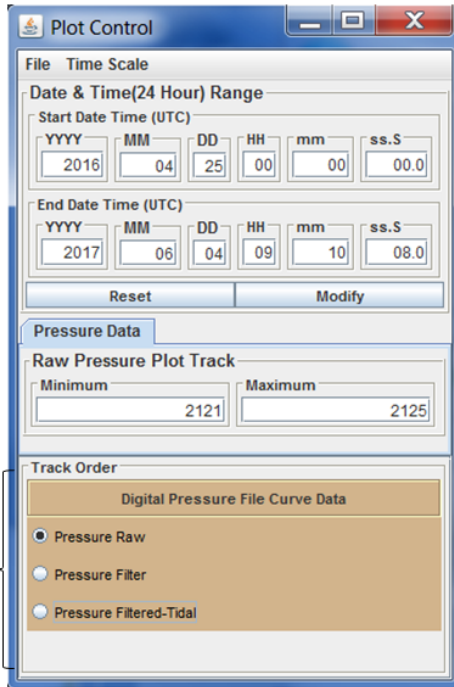 Plot Control
File Time Scale
Date & Time(24 Hour) Range
Start Date Time (UTC)
YYYY MM DD HH mm ss.S
2016 04 25 00 00 00.0
End Date Time (UTC)
YYYY MM DD HH mm ss.S
2017 06 04 09 10 08.0
Reset Modify
Pressure Data
Raw Pressure Plot Track
Minimum Maximum
2121 2125
Track Order
Digital Pressure File Curve Data
Pressure Raw
Pressure Filter
Pressure Filtered-Tidal